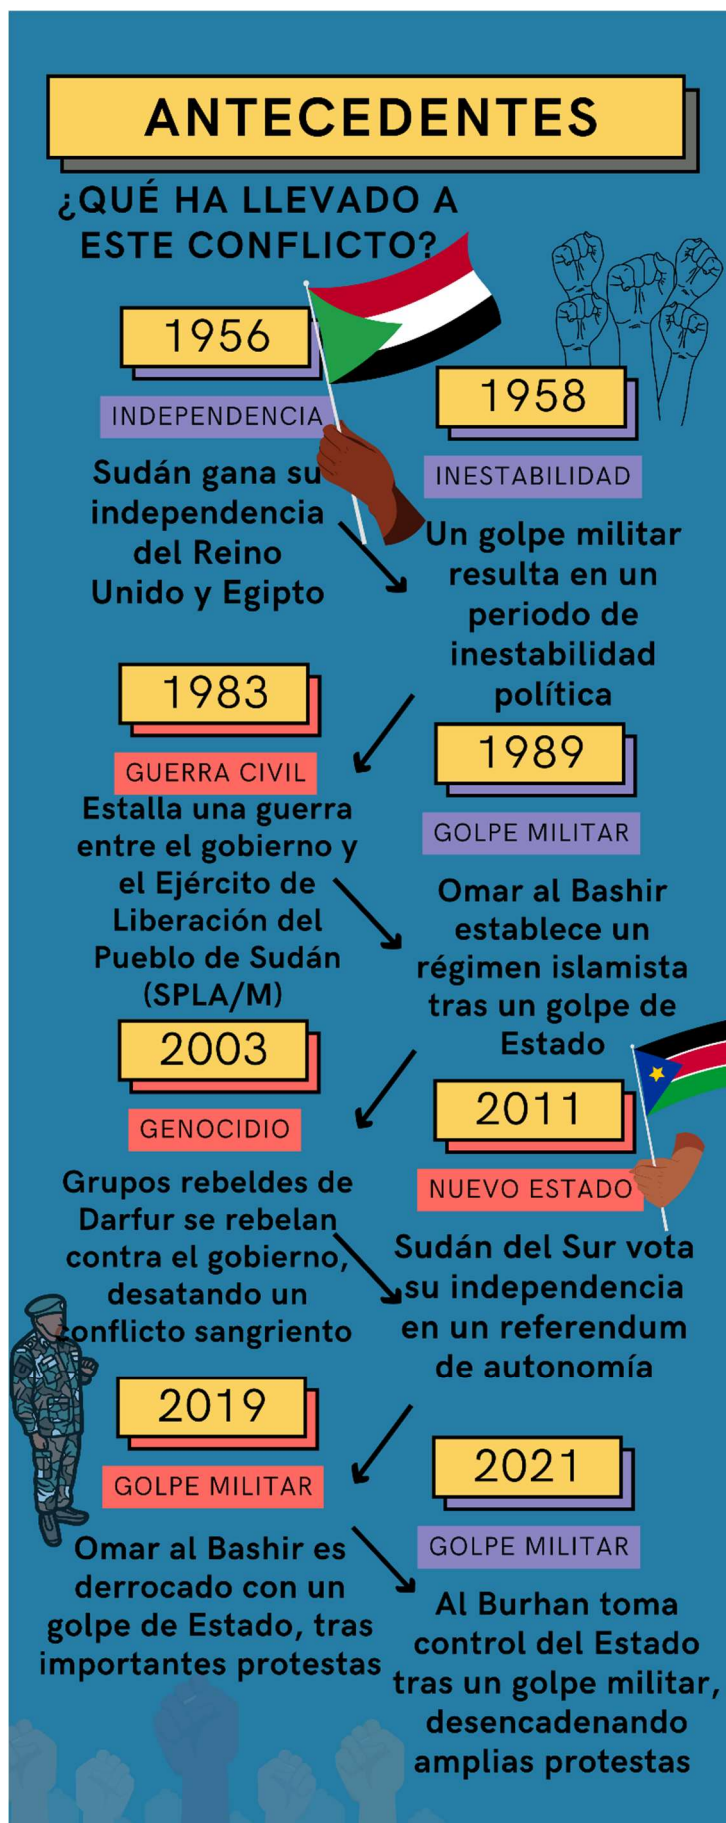 ANTECEDENTES
¿QUÉ HA LLEVADO A
ESTE CONFLICTO?
1956
INDEPENDENCIA
Sudán gana su
independencia
del Reino
Unido y Egipto
1958
INESTABILIDAD
Un golpe militar
resulta en un
periodo de
inestabilidad
política
1983
GUERRA CIVIL
Estalla una guerra
entre el gobierno y
el Ejército de
Liberación del
Pueblo de Sudán
(SPLA/M)
1989
GOLPE MILITAR
Omar al Bashir
establece un
régimen islamista
tras un golpe de
Estado
2003
GENOCIDIO
Grupos rebeldes de
Darfur se rebelan
contra el gobierno,
desatando un
conflicto sangriento
2011
NUEVO ESTADO
Sudán del Sur vota
su independencia
en un referendum
de autonomía
2019
GOLPE MILITAR
Omar al Bashir es
derrocado con un
golpe de Estado, tras
importantes protestas
2021
GOLPE MILITAR
Al Burhan toma
control del Estado
tras un golpe militar,
desencadenando
amplias protestas